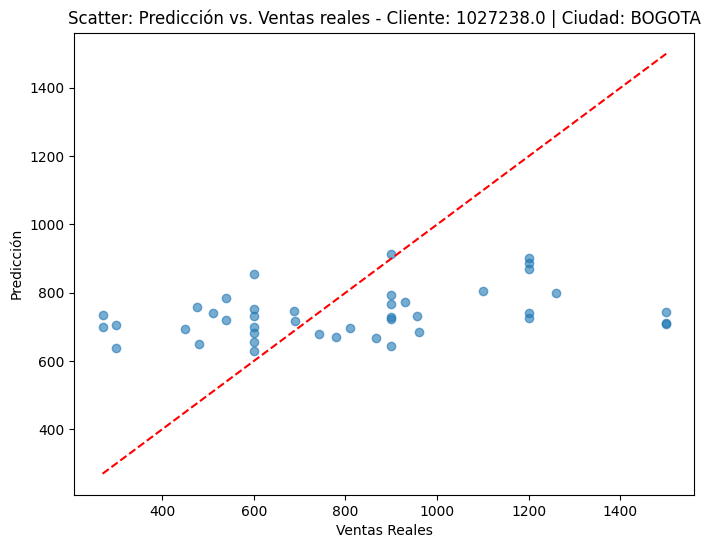 Scatter: Predicción vs. Ventas reales - Cliente: 1027238.0 | Ciudad: BOGOTA
1400
1200
1000
800
600
400
Predicción
400 600 800 1000 1200 1400
Ventas Reales